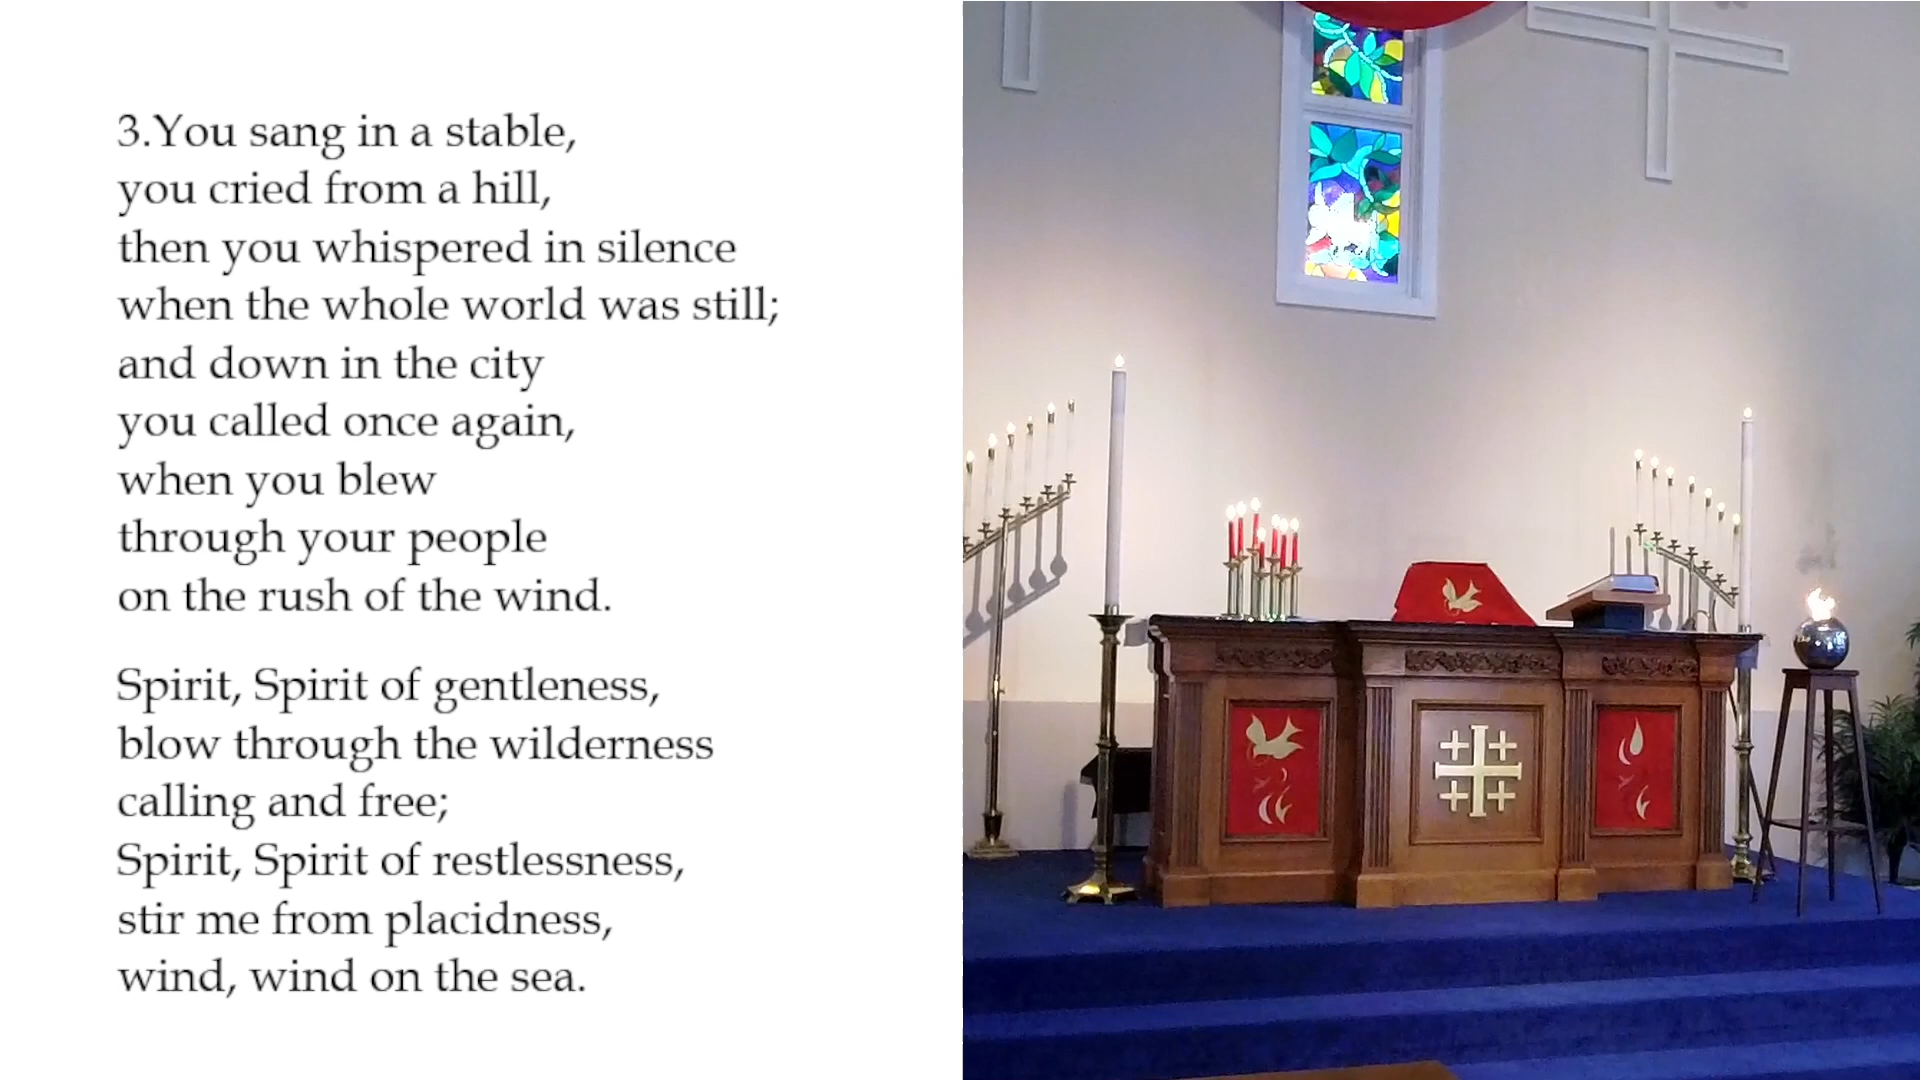 3.You sang in a stable,
you cried from a hill,
then you whispered in silence
when the whole world was still;
and down in the city
you called once again,
when you blew
through your people
on the rush of the wind.
Spirit, Spirit of gentleness,
blow through the wilderness
calling and free;
Spirit, Spirit of restlessness,
stir me from placidness,
wind, wind on the sea.